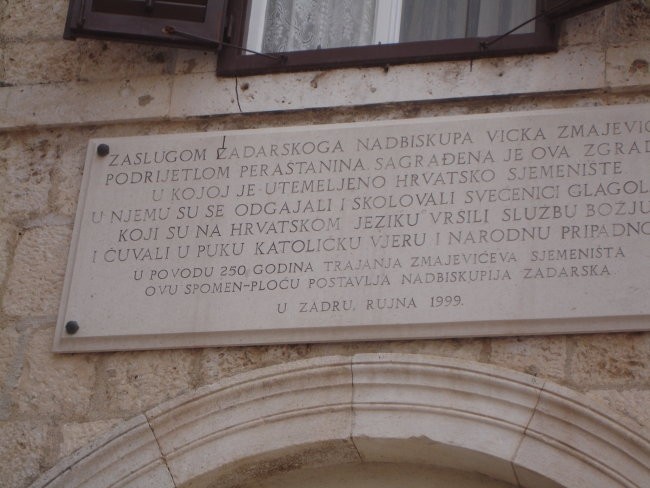 ZASLUGOM ZADARSKOGA NADBISKUPA VICKA ZMAJEVIĆ
PODRIJETLOM PERASTANINA, SAGRAĐENA JE OVA ZGRAD
U KOJOJ JE UTEMELJENO HRVATSKO SJEMENIŠTE
U NJEMU SU SE ODGAJALI I ŠKOLOVALI SVEĆENICI GLAGOL
KOJI SU NA HRVATSKOM JEZIKU VRŠILI SLUŽBU BOŽJU
I ČUVALI U PUKU KATOLIČKU VJERU I NARODNU PRIPADNO
U POVODU 250. GODINA TRAJANJA ZMAJEVIĆEVA SJEMENIŠTA
OVU SPOMEN-PLOČU POSTAVLJA NADBISKUPIJA ZADARSKA
U ZADRU, RUJNA 1999.